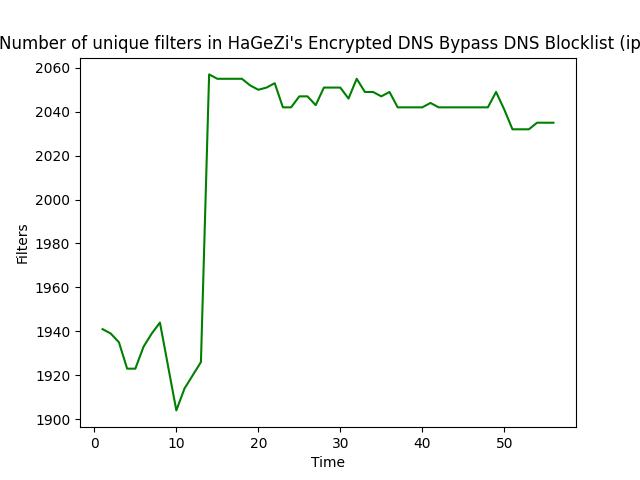 Number of unique filters in HaGeZi's Encrypted DNS Bypass DNS Blocklist (ip
2060
2040
2020
2000
1980
1960
1940
1920
1900
Filters
0 10 20 30 40 50
Time